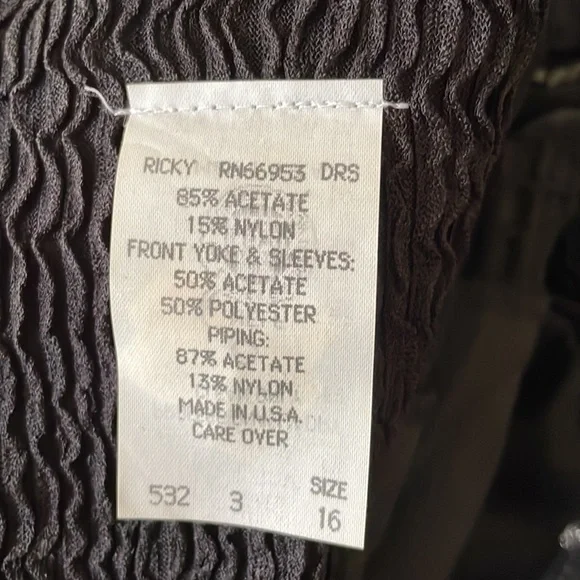 RICKY RN66953 DRS
85% ACETATE
15% NYLON
FRONT YOKE & SLEEVES:
50% ACETATE
50% POLYESTER
PIPING:
87% ACETATE
13% NYLON
MADE IN U.S.A.
CARE OVER
SIZE
532 3 16